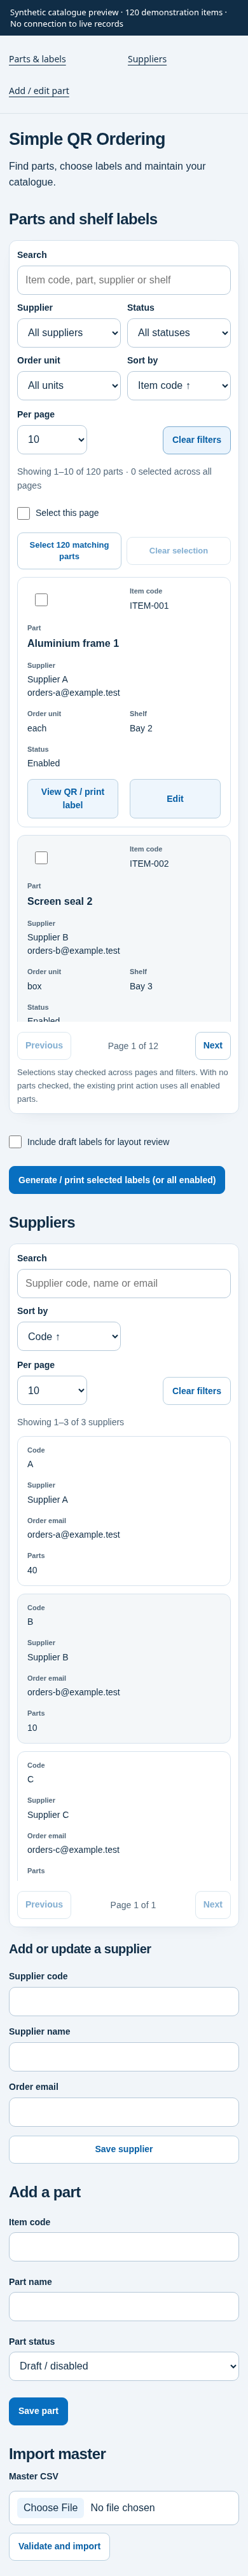 Synthetic catalogue preview · 120 demonstration items ·
No connection to live records
Parts & labels
Suppliers
Add / edit part
Simple QR Ordering
Find parts, choose labels and maintain your
catalogue.
Parts and shelf labels
Search
Item code, part, supplier or shelf
Supplier
Status
All suppliers
All statuses
Order unit
Sort by
All units
Item code ↑
Per page
10
Clear filters
Showing 1–10 of 120 parts · 0 selected across all
pages
Select this page
Select 120 matching
parts
Clear selection
Item code
ITEM-001
Part
Aluminium frame 1
Supplier
Supplier A
orders-a@example.test
Order unit
Shelf
each
Bay 2
Status
Enabled
View QR / print
label
Edit
Item code
ITEM-002
Part
Screen seal 2
Supplier
Supplier B
orders-b@example.test
Order unit
Shelf
box
Bay 3
Status
Enabled
Previous
Page 1 of 12
Next
Selections stay checked across pages and filters. With no
parts checked, the existing print action uses all enabled
parts.
Include draft labels for layout review
Generate / print selected labels (or all enabled)
Suppliers
Search
Supplier code, name or email
Sort by
Code ↑
Per page
10
Clear filters
Showing 1–3 of 3 suppliers
Code
A
Supplier
Supplier A
Order email
orders-a@example.test
Parts
40
Code
B
Supplier
Supplier B
Order email
orders-b@example.test
Parts
10
Code
C
Supplier
Supplier C
Order email
orders-c@example.test
Parts
Previous
Page 1 of 1
Next
Add or update a supplier
Supplier code
Supplier name
Order email
Save supplier
Add a part
Item code
Part name
Part status
Draft / disabled
Save part
Import master
Master CSV
Choose File
No file chosen
Validate and import